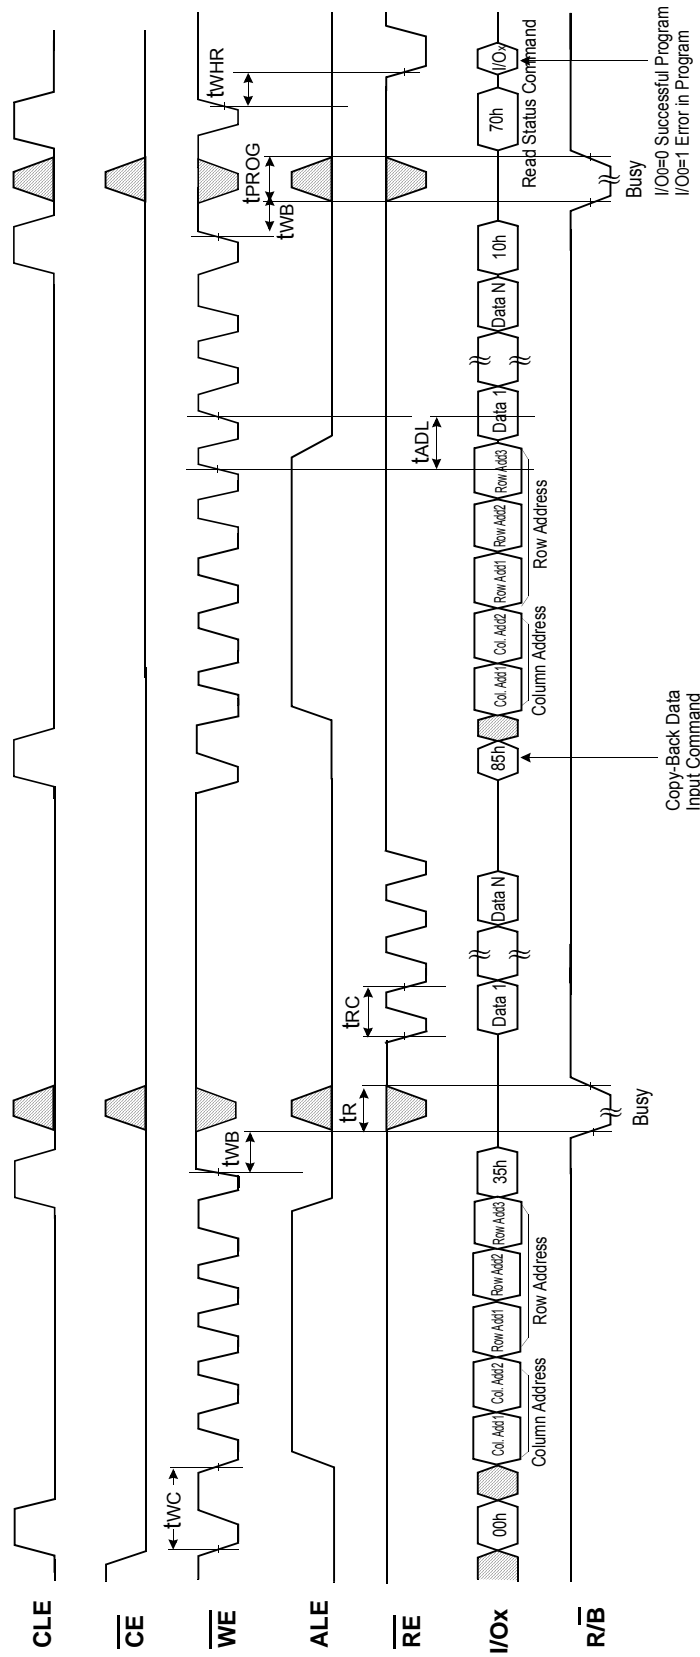 CLE
CE
WE
tWC
tWB
tWB
tPROG
tWHR
ALE
RE
tR
tRC
tADL
I/Ox
00h
Col. Add1
Col. Add2
Row Add1
Row Add2
Row Add3
35h
Data 1
Data N
85h
Col. Add1
Col. Add2
Row Add1
Row Add2
Row Add3
Data 1
Data N
10h
70h
I/Ox
Column Address
Row Address
Column Address
Row Address
Read Status Command
R/B
Busy
Busy
Copy-Back Data
Input Command
I/O0=0 Successful Program
I/O0=1 Error in Program